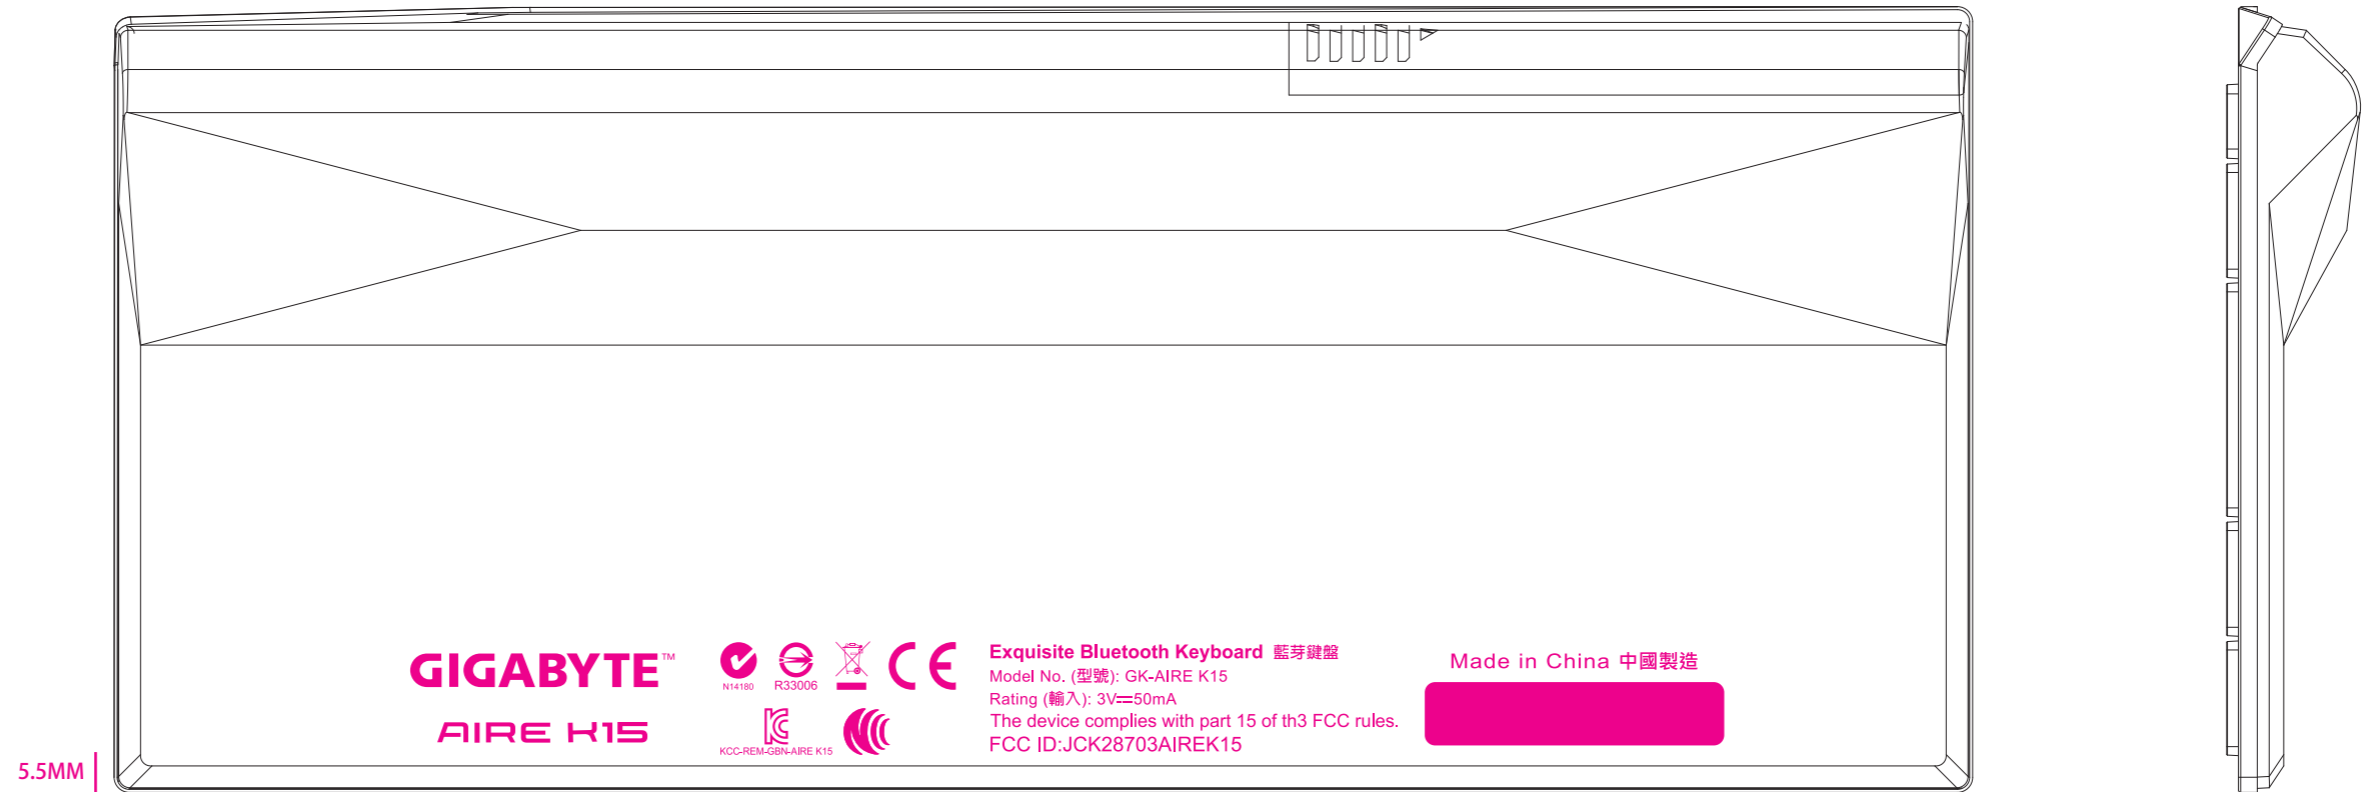 GIGABYTE™
AIRE K15
N14180
R33006
CE
KCC-REM-GBN-AIRE K15
Exquisite Bluetooth Keyboard 藍芽鍵盤
Model No. (型號): GK-AIRE K15
Rating (輸入): 3V⎓50mA
The device complies with part 15 of th3 FCC rules.
FCC ID:JCK28703AIREK15
Made in China 中國製造
5.5MM